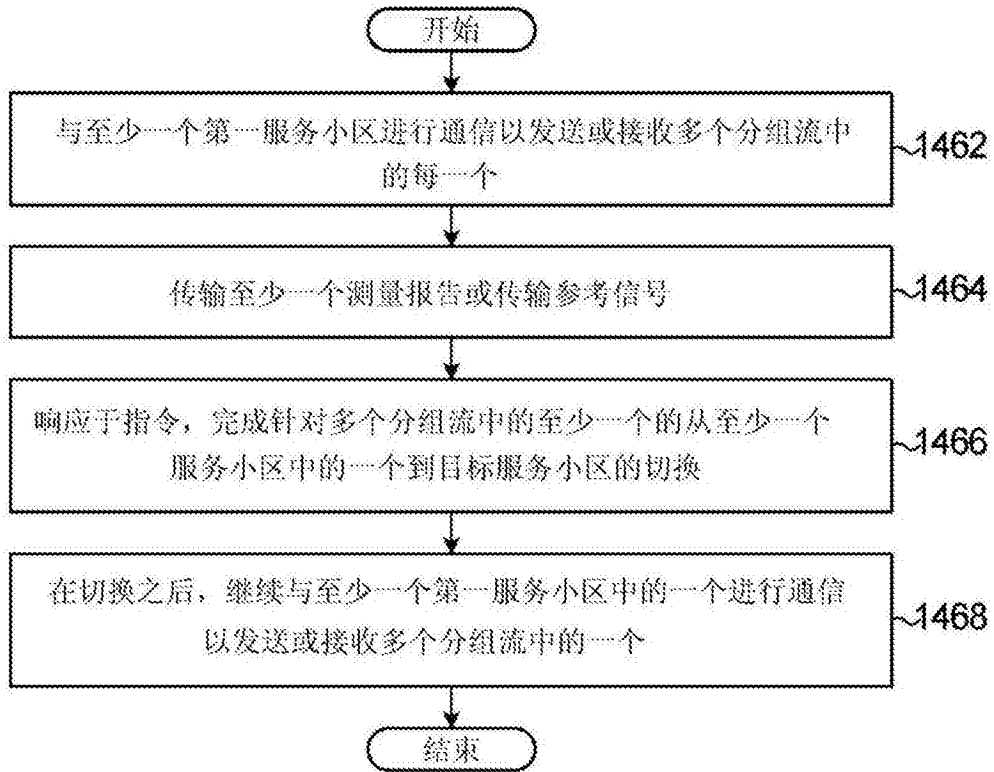 开始
与至少一个第一服务小区进行通信以发送或接收多个分组流中
的每一个
1462
传输至少一个测量报告或传输参考信号
1464
响应于指令，完成针对多个分组流中的至少一个的从至少一个
服务小区中的一个到目标服务小区的切换
1466
在切换之后，继续与至少一个第一服务小区中的一个进行通信
以发送或接收多个分组流中的一个
1468
结束